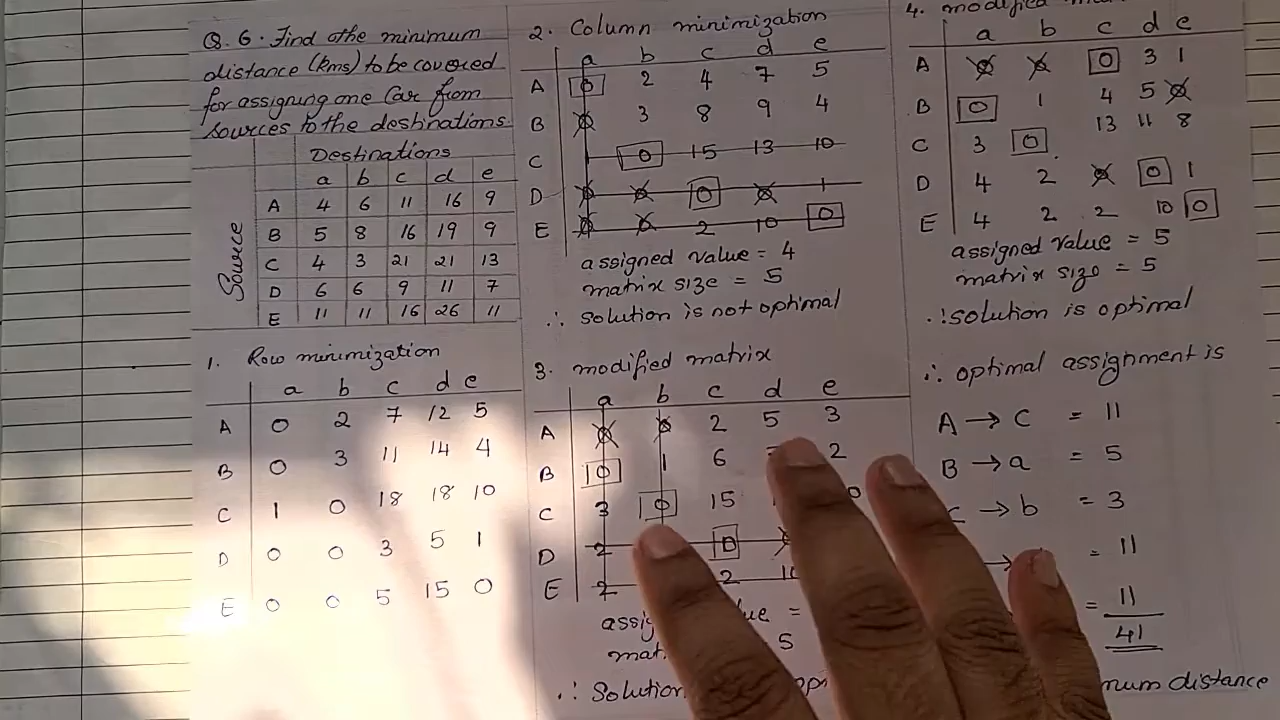 Q.6. Find the minimum
distance (kms) to be covered
for assigning one Car from
sources to the destinations.
Destinations
Source
a b c d e
A 4 6 11 16 9
B 5 8 16 19 9
C 4 3 21 21 13
D 6 6 9 11 7
E 11 11 16 26 11
1. Row minimization
a b c d e
A 0 2 7 12 5
B 0 3 11 14 4
C 1 0 18 18 10
D 0 0 3 5 1
E 0 0 5 15 0
2. Column minimization
a b c d e
A 0 2 4 7 5
B 0 3 8 9 4
C 1 0 15 13 10
D 0 0 0 0 1
E 0 0 2 10 0
assigned value = 4
matrix size = 5
∴ solution is not optimal
3. modified matrix
a b c d e
A 0 0 2 5 3
B 0 1 6 2
C 3 0 15
D 2 0
E 2 2
=
5
∴ Solution
4. modified
a b c d e
A 0 0 0 3 1
B 0 1 4 5 0
C 3 0 13 11 8
D 4 2 0 0 1
E 4 2 2 10 0
assigned value = 5
matrix size = 5
∴ solution is optimal
∴ optimal assignment is
A → c = 11
B → a = 5
→ b = 3
= 11
= 11
41
distance